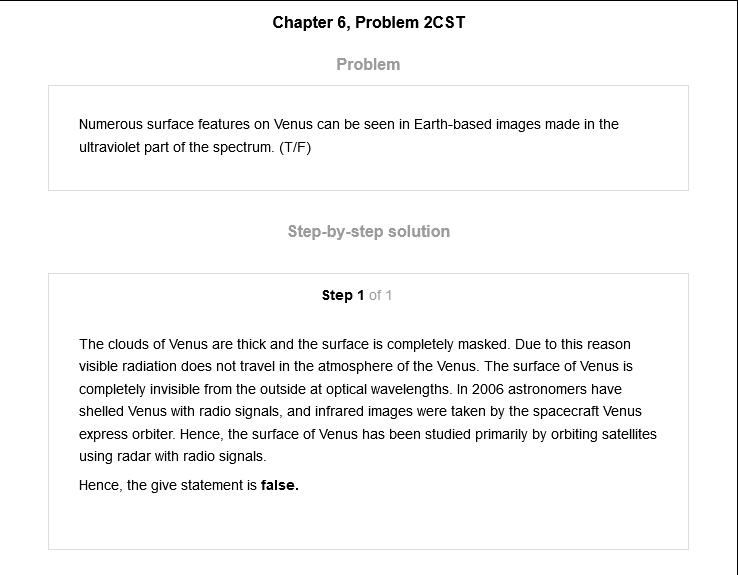 Chapter 6, Problem 2CST
Problem
Numerous surface features on Venus can be seen in Earth-based images made in the
ultraviolet part of the spectrum. (T/F)
Step-by-step solution
Step 1 of 1
The clouds of Venus are thick and the surface is completely masked. Due to this reason
visible radiation does not travel in the atmosphere of the Venus. The surface of Venus is
completely invisible from the outside at optical wavelengths. In 2006 astronomers have
shelled Venus with radio signals, and infrared images were taken by the spacecraft Venus
express orbiter. Hence, the surface of Venus has been studied primarily by orbiting satellites
using radar with radio signals.
Hence, the give statement is false.